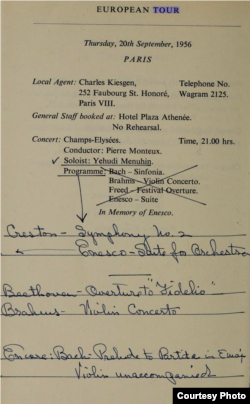 EUROPEAN TOUR
Thursday, 20th September, 1956
PARIS
Local Agent: Charles Kiesgen, Telephone No.
252 Faubourg St. Honoré, Wagram 2125.
Paris VIII.
General Staff booked at: Hotel Plaza Athenée.
No Rehearsal.
Concert: Champs-Elysées. Time, 21.00 hrs.
Conductor: Pierre Monteux.
✓ Soloist: Yehudi Menuhin.
Programme: Bach – Sinfonia.
Brahms – Violin Concerto.
Freed – Festival Overture.
Enesco – Suite
In Memory of Enesco.
Creston – Symphony No. 2
Enesco – Suite for Orchestra
Beethoven – Overture to "Fidelio"
Brahms – Violin Concerto
Encore: Bach – Prelude to Partita in E maj
Violin unaccompanied
Courtesy Photo